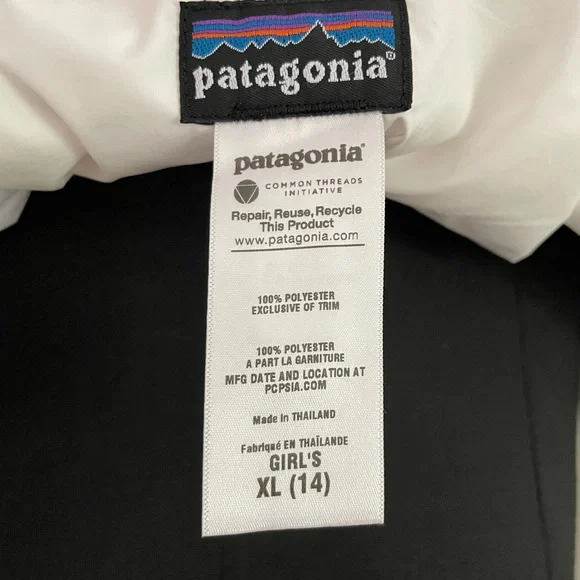 patagonia®
patagonia®
COMMON THREADS
INITIATIVE
Repair, Reuse, Recycle
This Product
www.patagonia.com
100% POLYESTER
EXCLUSIVE OF TRIM
100% POLYESTER
A PART LA GARNITURE
MFG DATE AND LOCATION AT
PCPSIA.COM
Made in THAILAND
Fabriqué EN THAÏLANDE
GIRL'S
XL (14)